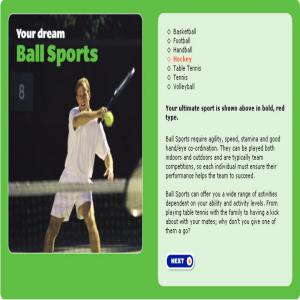 Your dream
Ball Sports
8
Basketball
Football
Handball
Hockey
Table Tennis
Tennis
Volleyball
Your ultimate sport is shown above in bold, red
type.
Ball Sports require agility, speed, stamina and good
hand/eye co-ordination. They can be played both
indoors and outdoors and are typically team
competitions, so each individual must ensure their
performance helps the team to succeed.
Ball Sports can offer you a wide range of activities
dependent on your ability and activity levels. From
playing table tennis with the family to having a kick
about with your mates; why don't you give one of
them a go?
NEXT